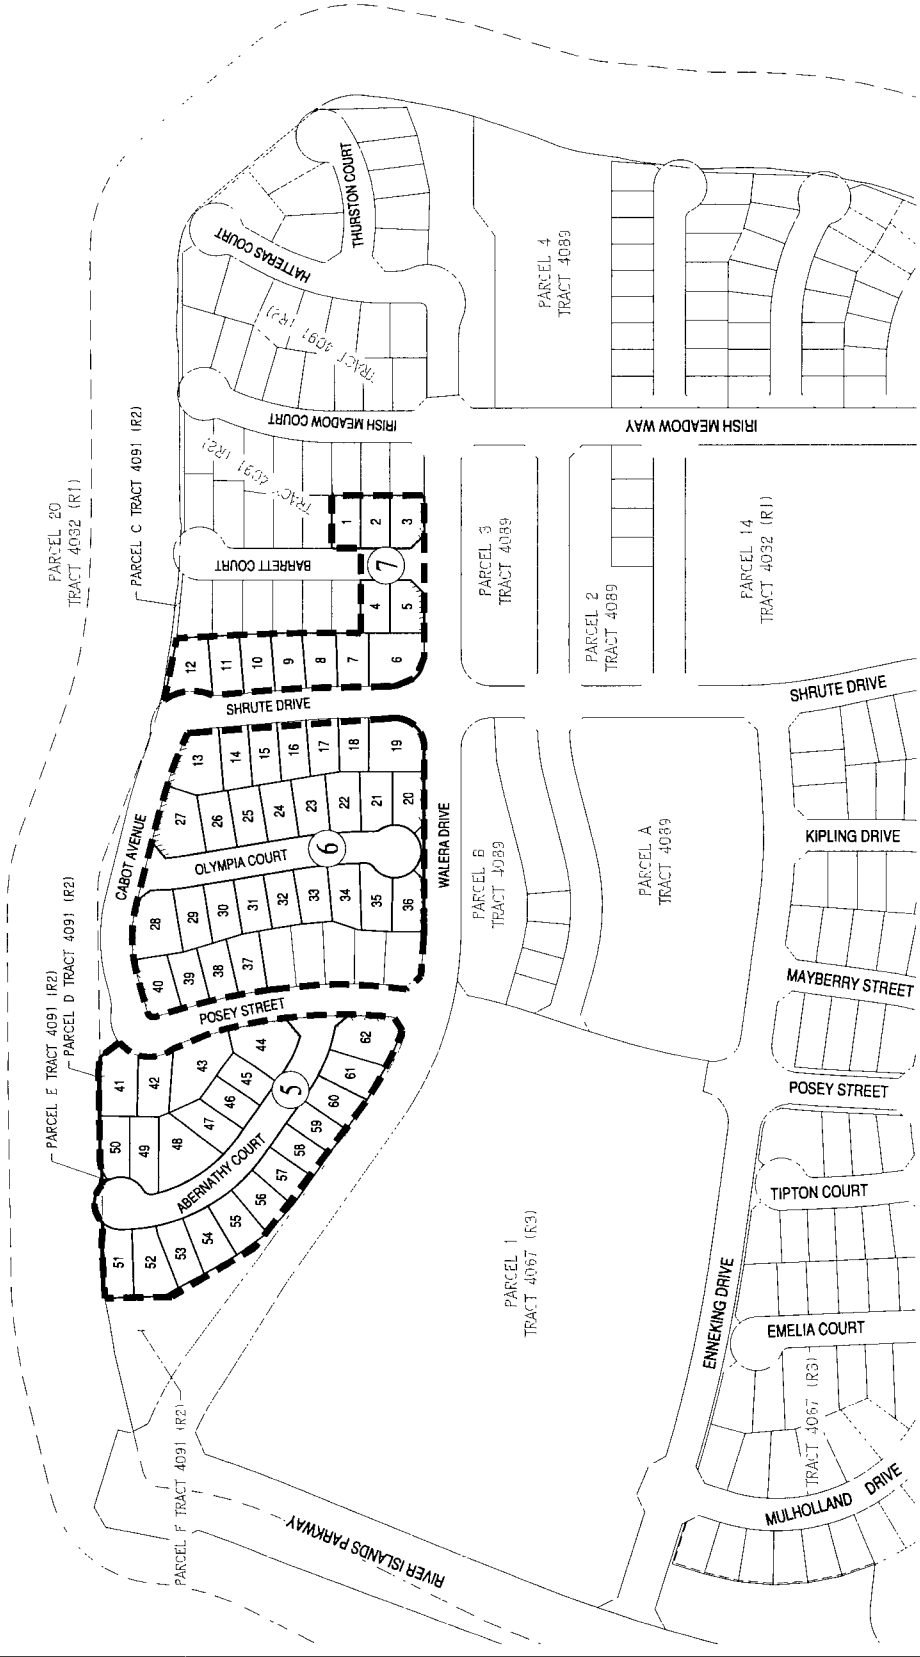 PARCEL 20
TRACT 4032 (R1)
PARCEL C TRACT 4091 (R2)
PARCEL E TRACT 4091 (R2)
PARCEL D TRACT 4091 (R2)
PARCEL F TRACT 4091 (R2)
HATTERAS COURT
THURSTON COURT
TRACT 4091 (R2)
IRISH MEADOW COURT
TRACT 4091 (R2)
BARRETT COURT
1
2
3
7
4
5
12
11
10
9
8
7
6
SHRUTE DRIVE
13
14
15
16
17
18
19
27
26
25
24
23
22
21
20
OLYMPIA COURT
6
28
29
30
31
32
33
34
35
36
40
39
38
37
CABOT AVENUE
WALERA DRIVE
POSEY STREET
41
42
43
44
45
46
47
48
49
50
5
ABERNATHY COURT
51
52
53
54
55
56
57
58
59
60
61
62
PARCEL 4
TRACT 4089
IRISH MEADOW WAY
IRISH MEADOW WAY
PARCEL 3
TRACT 4089
PARCEL 2
TRACT 4089
PARCEL 14
TRACT 4032 (R1)
PARCEL B
TRACT 4089
PARCEL A
TRACT 4089
SHRUTE DRIVE
KIPLING DRIVE
MAYBERRY STREET
POSEY STREET
TIPTON COURT
EMELIA COURT
ENNEKING DRIVE
PARCEL 1
TRACT 4067 (R3)
TRACT 4067 (R3)
MULHOLLAND DRIVE
RIVER ISLANDS PARKWAY